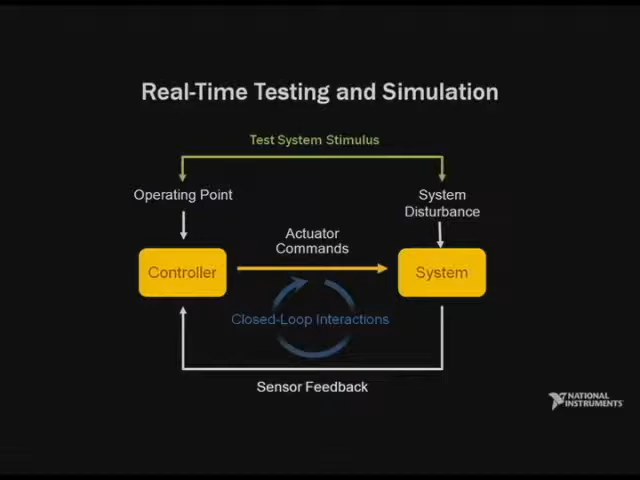 Real-Time Testing and Simulation
Test System Stimulus
Operating Point
System
Disturbance
Actuator
Commands
Controller
System
Closed-Loop Interactions
Sensor Feedback
NATIONAL
INSTRUMENTS